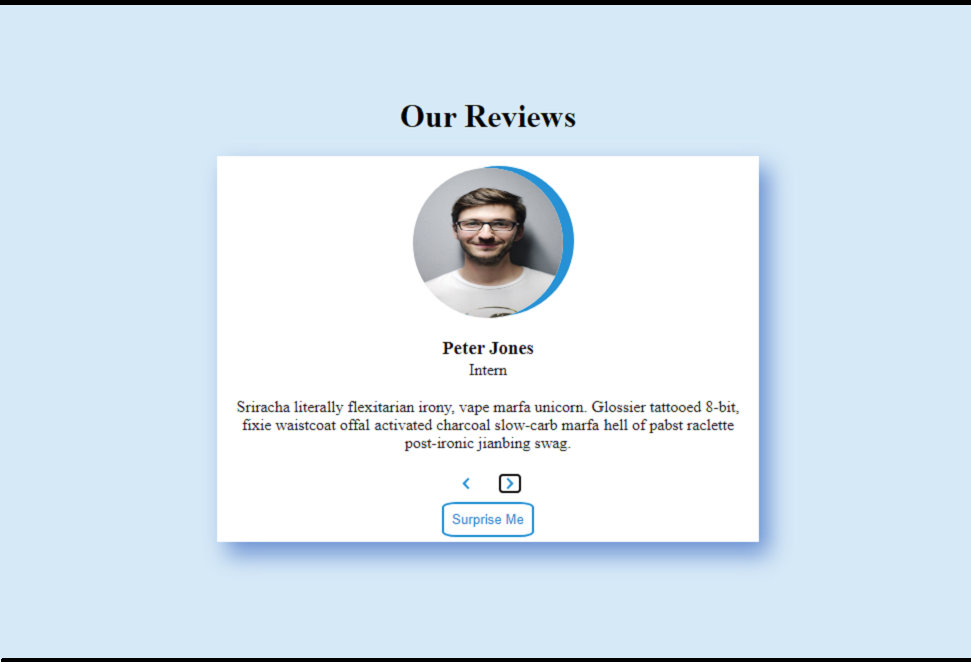 Our Reviews
Peter Jones
Intern
Sriracha literally flexitarian irony, vape marfa unicorn. Glossier tattooed 8-bit,
fixie waistcoat offal activated charcoal slow-carb marfa hell of pabst raclette
post-ironic jianbing swag.
Surprise Me